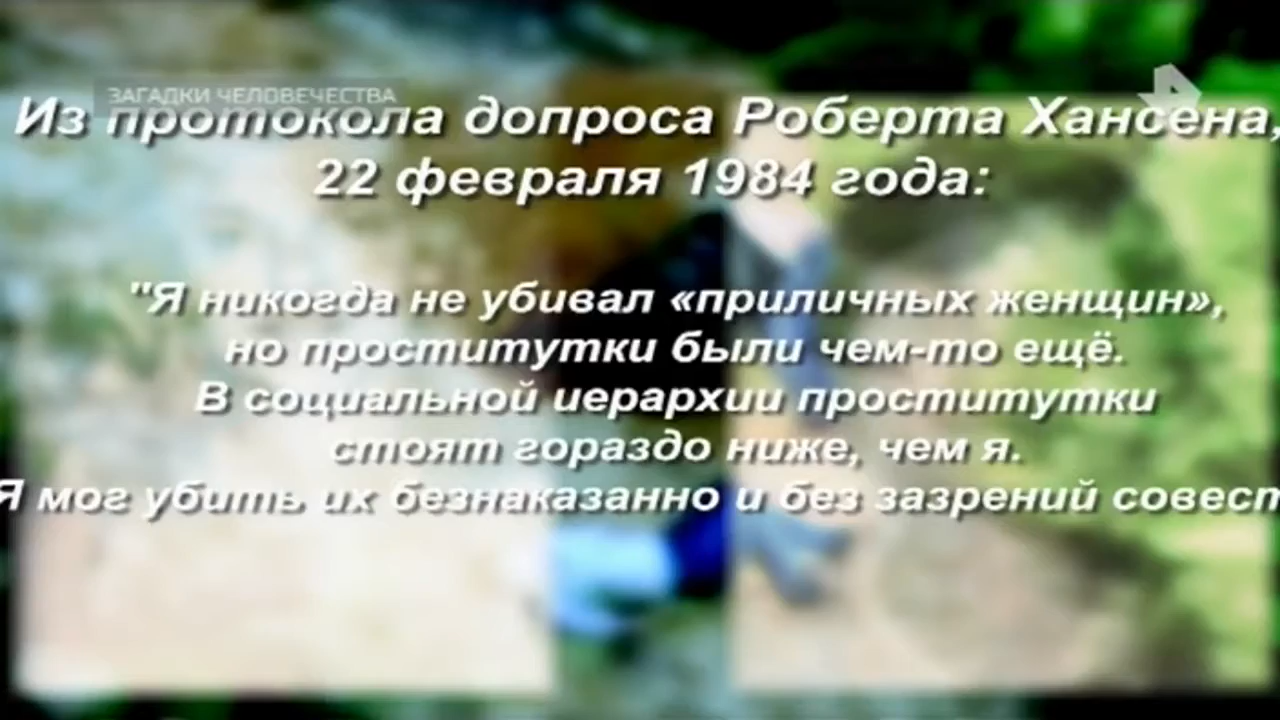 ЗАГАДКИ ЧЕЛОВЕЧЕСТВА
Из протокола допроса Роберта Хансена,
22 февраля 1984 года:
"Я никогда не убивал «приличных женщин»,
но проститутки были чем-то ещё.
В социальной иерархии проститутки
стоят гораздо ниже, чем я.
Я мог убить их безнаказанно и без зазрений совест